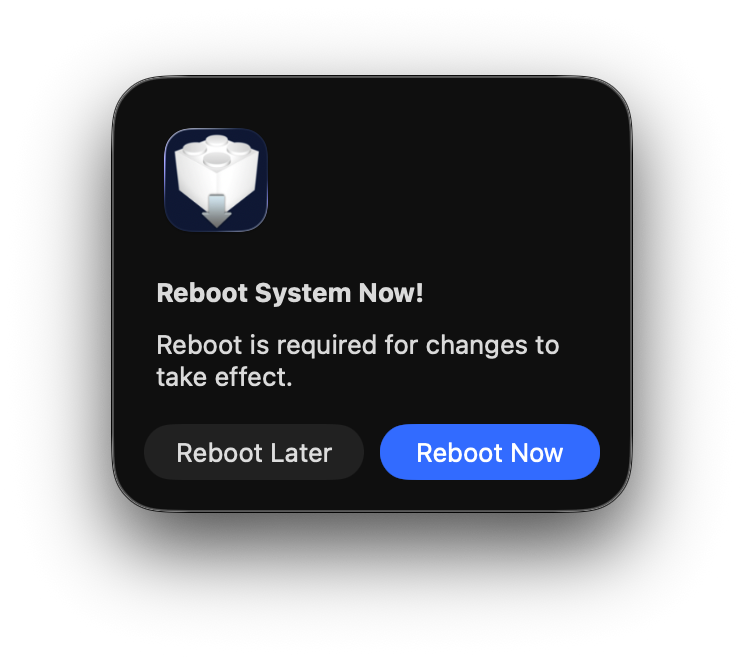 Reboot System Now!
Reboot is required for changes to
take effect.
Reboot Later
Reboot Now